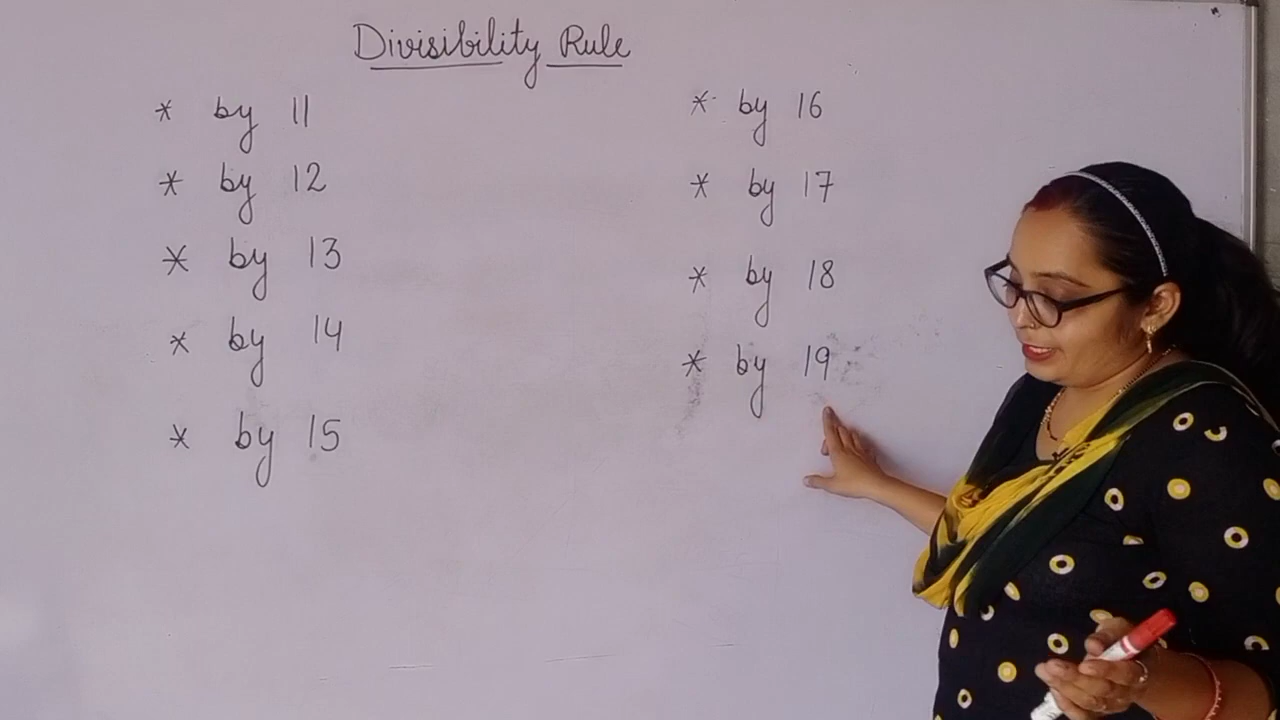 Divisibility Rule
* by 11
* by 12
* by 13
* by 14
* by 15
* by 16
* by 17
* by 18
* by 19